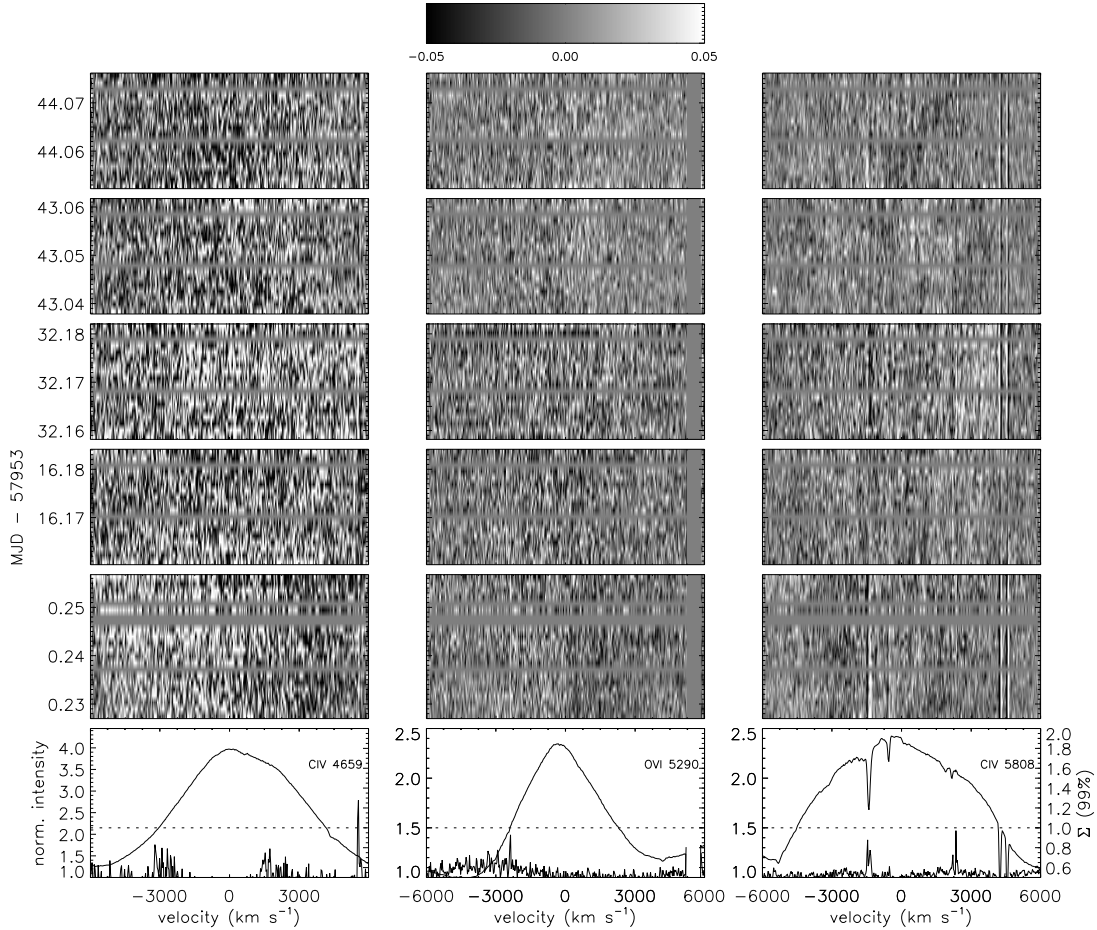 −0.05 0.00 0.05
44.07
44.06
43.06
43.05
43.04
32.18
32.17
32.16
MJD − 57953
16.18
16.17
0.25
0.24
0.23
norm. intensity
4.0
3.5
3.0
2.5
2.0
1.5
1.0
CIV 4659
−3000 0 3000
velocity (km s⁻¹)
2.5
2.0
1.5
1.0
OVI 5290
−6000 −3000 0 3000 6000
velocity (km s⁻¹)
2.5
2.0
1.5
1.0
CIV 5808
2.0
1.8
1.6
1.4
1.2
1.0
0.8
0.6
Σ (99%)
−6000 −3000 0 3000 6000
velocity (km s⁻¹)